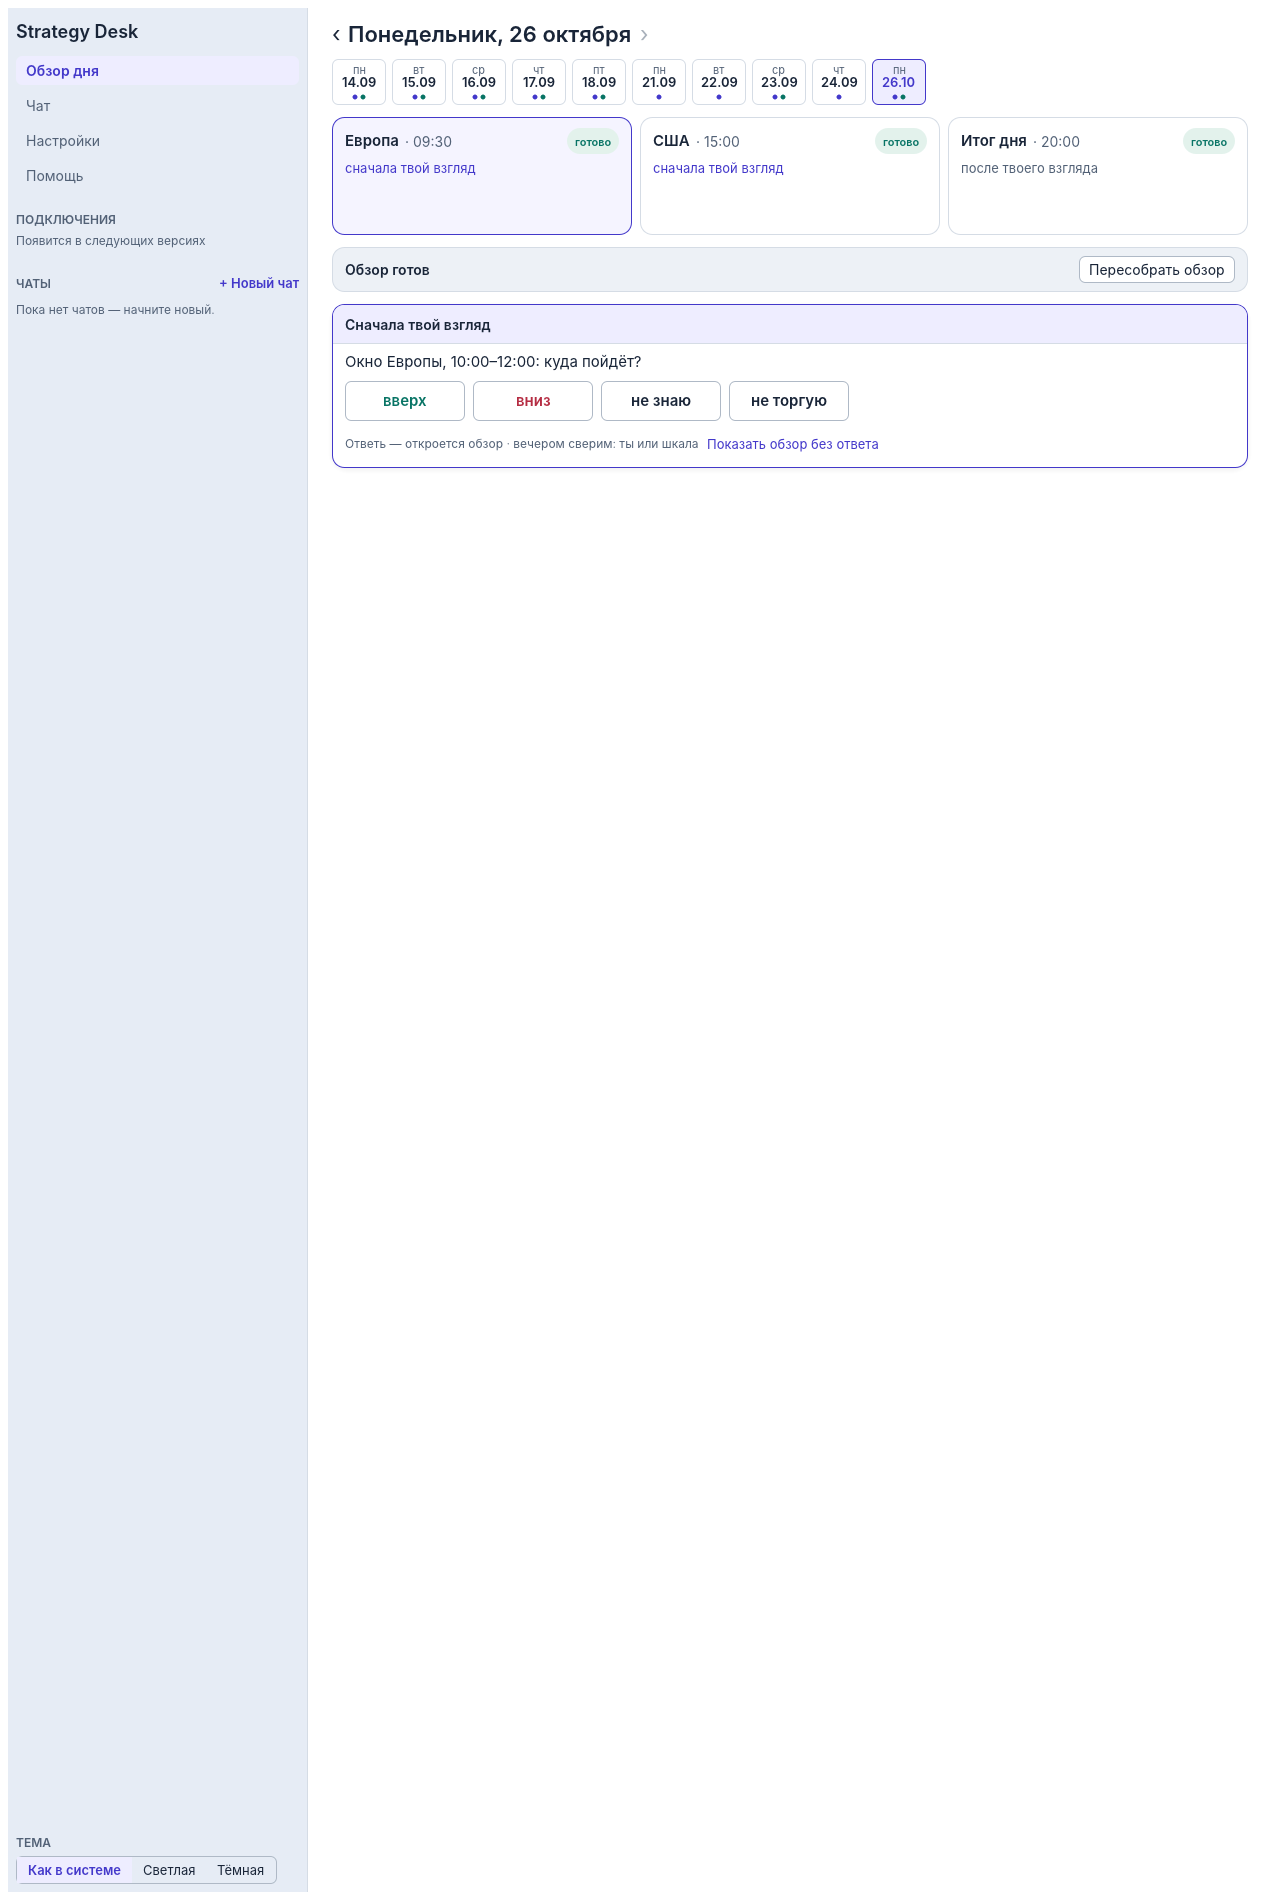 Strategy Desk
Обзор дня
Чат
Настройки
Помощь
ПОДКЛЮЧЕНИЯ
Появится в следующих версиях
ЧАТЫ + Новый чат
Пока нет чатов — начните новый.
ТЕМА
Как в системе Светлая Тёмная
‹ Понедельник, 26 октября ›
пн вт ср чт пт пн вт ср чт пн
14.09 15.09 16.09 17.09 18.09 21.09 22.09 23.09 24.09 26.10
Европа · 09:30 готово
сначала твой взгляд
США · 15:00 готово
сначала твой взгляд
Итог дня · 20:00 готово
после твоего взгляда
Обзор готов Пересобрать обзор
Сначала твой взгляд
Окно Европы, 10:00–12:00: куда пойдёт?
вверх вниз не знаю не торгую
Ответь — откроется обзор · вечером сверим: ты или шкала Показать обзор без ответа